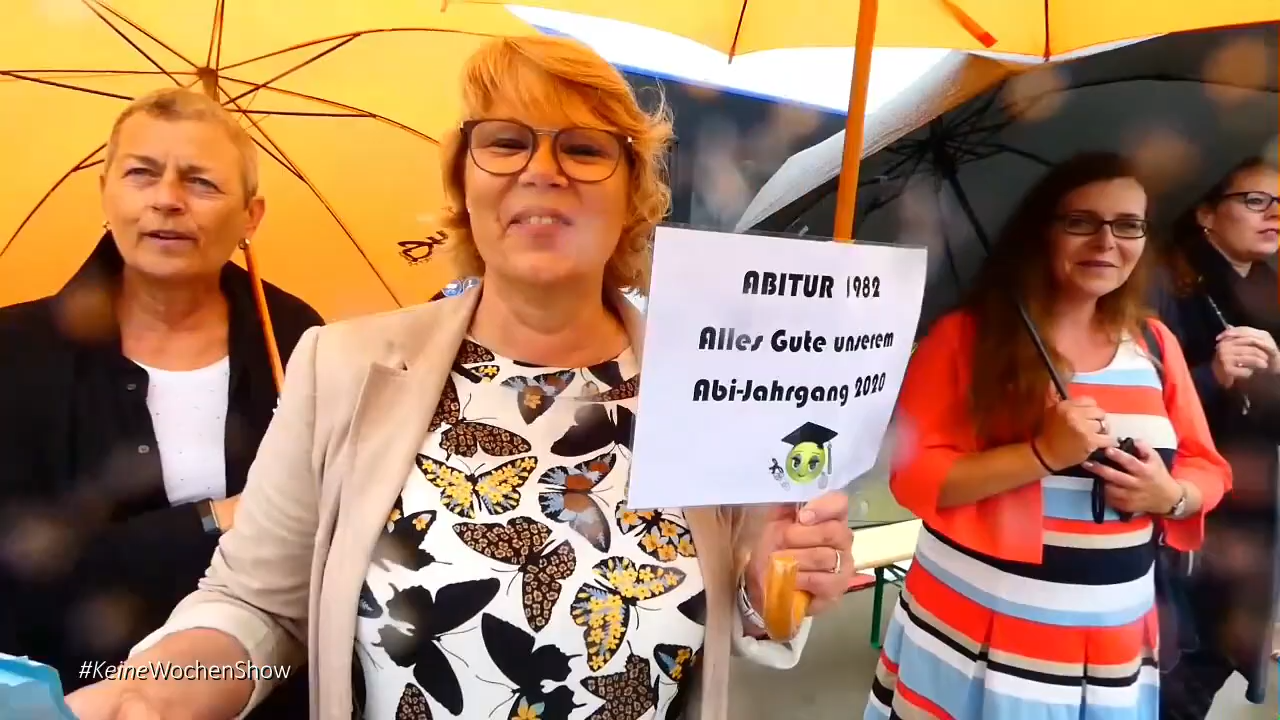 ABITUR 1982
Alles Gute unserem
Abi-Jahrgang 2020
#KeineWochenShow